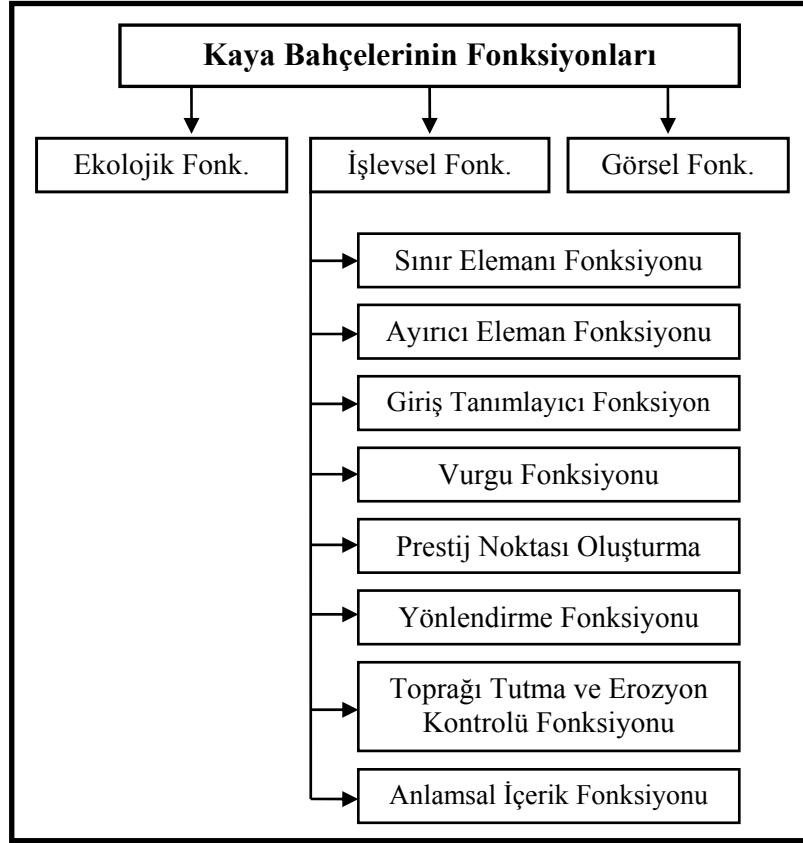 Kaya Bahçelerinin Fonksiyonları
Ekolojik Fonk.
İşlevsel Fonk.
Görsel Fonk.
Sınır Elemanı Fonksiyonu
Ayırıcı Eleman Fonksiyonu
Giriş Tanımlayıcı Fonksiyon
Vurgu Fonksiyonu
Prestij Noktası Oluşturma
Yönlendirme Fonksiyonu
Toprağı Tutma ve Erozyon
Kontrolü Fonksiyonu
Anlamsal İçerik Fonksiyonu